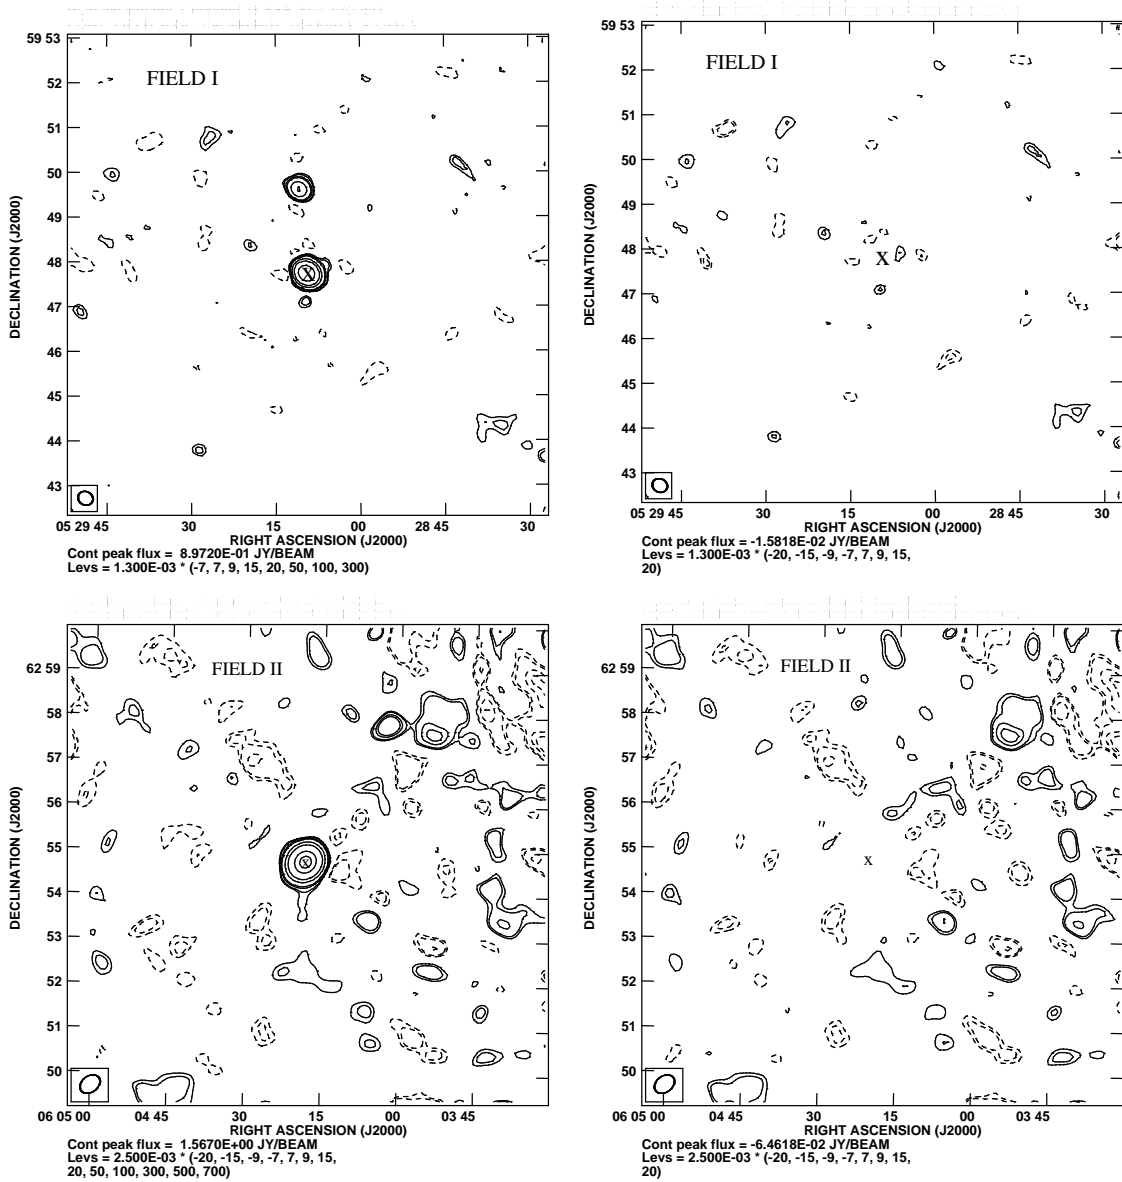 59 53
52
51
50
49
48
47
46
45
44
43
DECLINATION (J2000)
FIELD I
X
05 29 45
30
15
00
28 45
30
RIGHT ASCENSION (J2000)
Cont peak flux = 8.9720E-01 JY/BEAM
Levs = 1.300E-03 * (-7, 7, 9, 15, 20, 50, 100, 300)
59 53
52
51
50
49
48
47
46
45
44
43
DECLINATION (J2000)
FIELD I
X
05 29 45
30
15
00
28 45
30
RIGHT ASCENSION (J2000)
Cont peak flux = -1.5818E-02 JY/BEAM
Levs = 1.300E-03 * (-20, -15, -9, -7, 7, 9, 15,
20)
62 59
58
57
56
55
54
53
52
51
50
DECLINATION (J2000)
FIELD II
X
06 05 00
04 45
30
15
00
03 45
RIGHT ASCENSION (J2000)
Cont peak flux = 1.5670E+00 JY/BEAM
Levs = 2.500E-03 * (-20, -15, -9, -7, 7, 9, 15,
20, 50, 100, 300, 500, 700)
62 59
58
57
56
55
54
53
52
51
50
DECLINATION (J2000)
FIELD II
x
06 05 00
04 45
30
15
00
03 45
RIGHT ASCENSION (J2000)
Cont peak flux = -6.4618E-02 JY/BEAM
Levs = 2.500E-03 * (-20, -15, -9, -7, 7, 9, 15,
20)